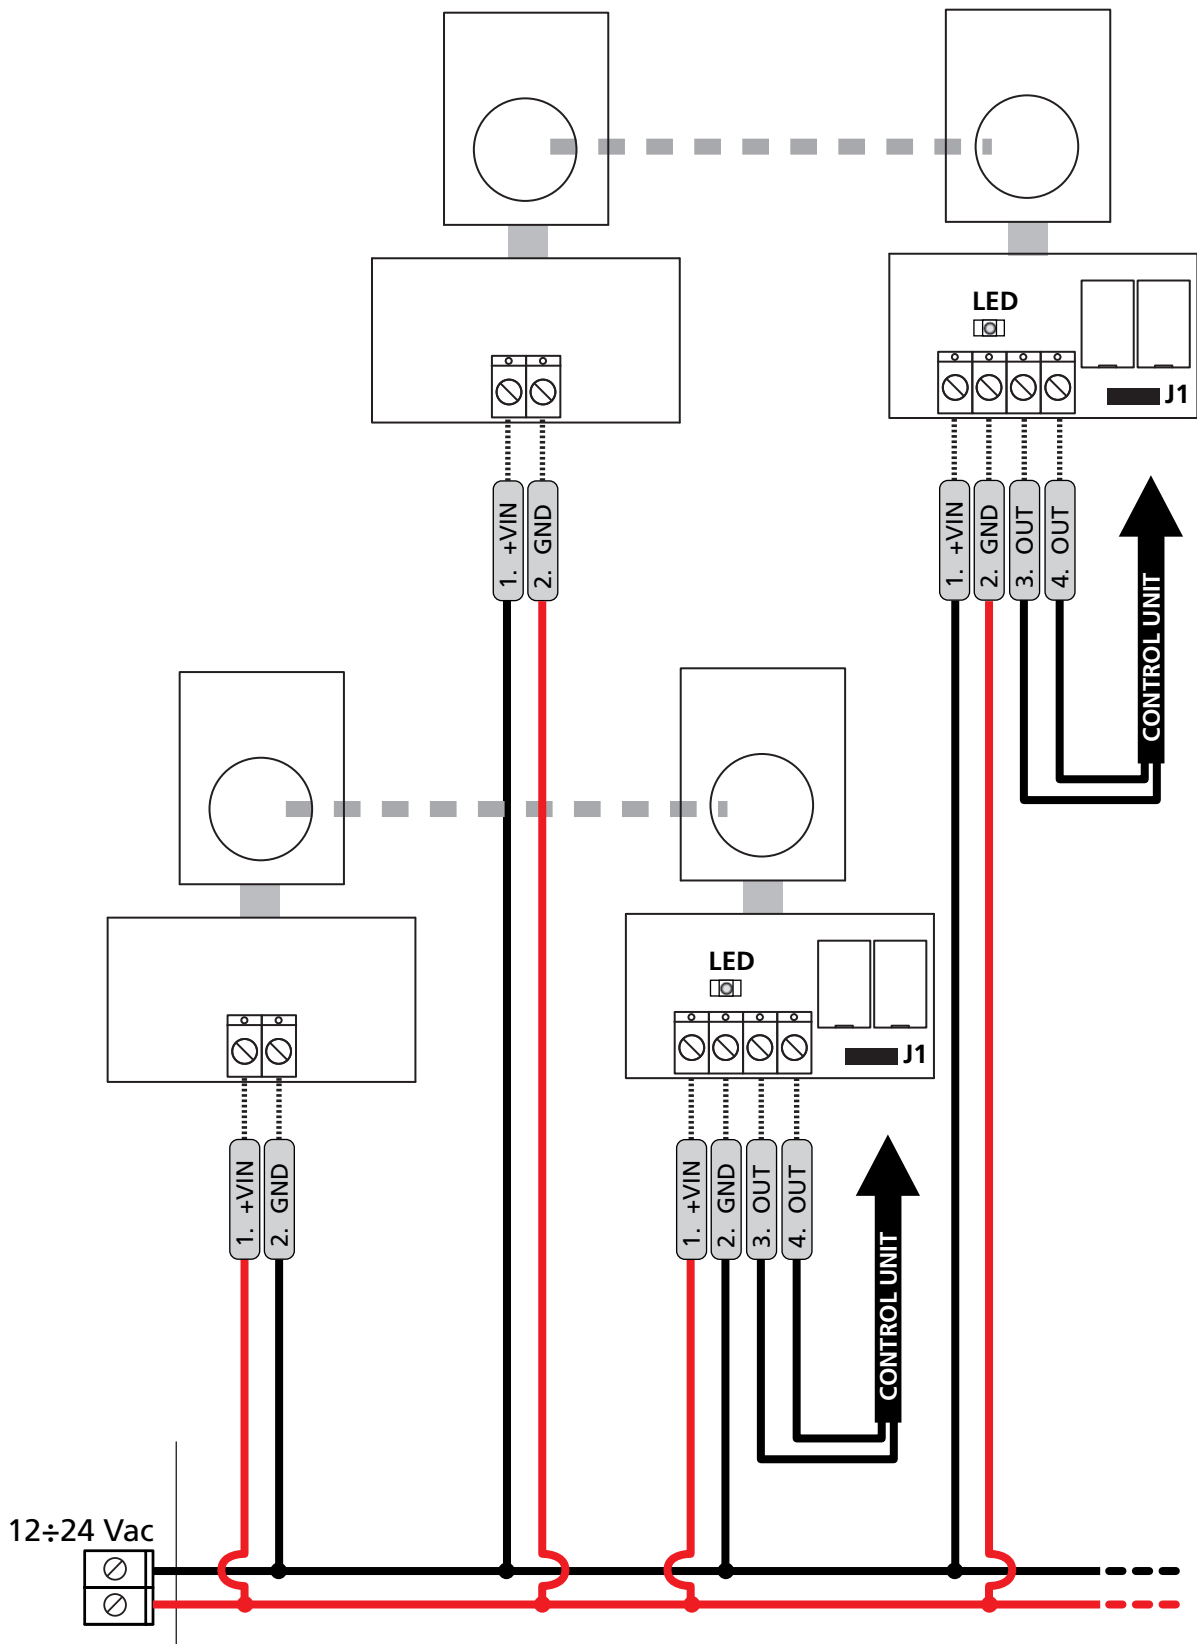 LED
J1
1. +VIN
2. GND
1. +VIN
2. GND
3. OUT
4. OUT
CONTROL UNIT
LED
J1
1. +VIN
2. GND
1. +VIN
2. GND
3. OUT
4. OUT
CONTROL UNIT
12÷24 Vac